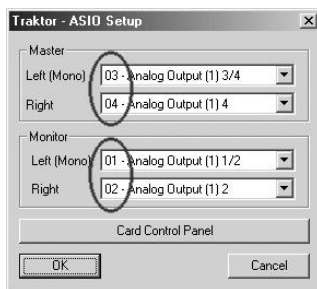 Traktor - ASIO Setup
Master
Left (Mono) 03 - Analog Output (1) 3/4
Right 04 - Analog Output (1) 4
Monitor
Left (Mono) 01 - Analog Output (1) 1/2
Right 02 - Analog Output (1) 2
Card Control Panel
OK Cancel